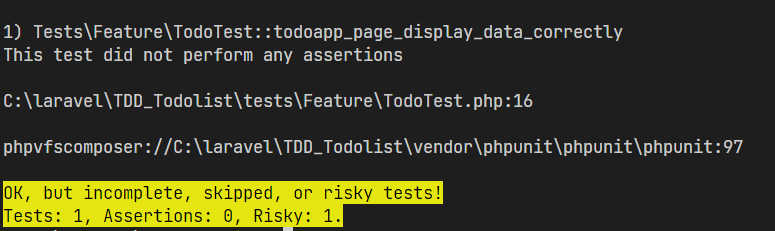 1) Tests\Feature\TodoTest::todoapp_page_display_data_correctly
This test did not perform any assertions
C:\laravel\TDD_Todolist\tests\Feature\TodoTest.php:16
phpvfscomposer://C:\laravel\TDD_Todolist\vendor\phpunit\phpunit\phpunit:97
OK, but incomplete, skipped, or risky tests!
Tests: 1, Assertions: 0, Risky: 1.